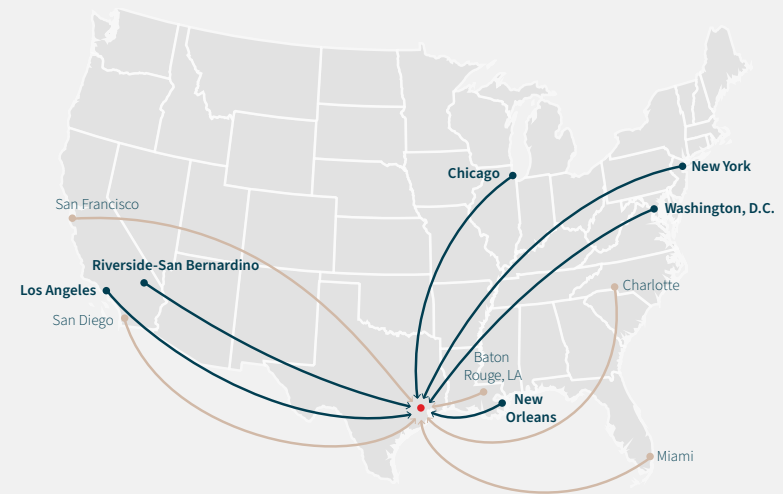 Chicago
New York
San Francisco
Washington, D.C.
Riverside-San Bernardino
Los Angeles
Charlotte
San Diego
Baton
Rouge, LA
New
Orleans
Miami